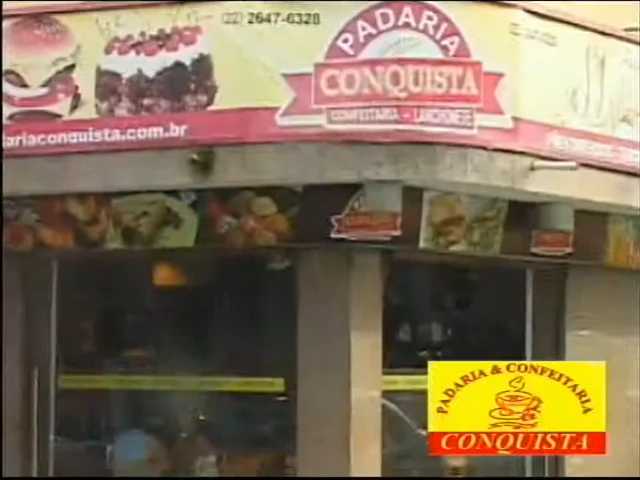 22 2647-6328
PADARIA
CONQUISTA
CONFEITARIA - LANCHONETE
ariaconquista.com.br
PADARIA & CONFEITARIA
CONQUISTA